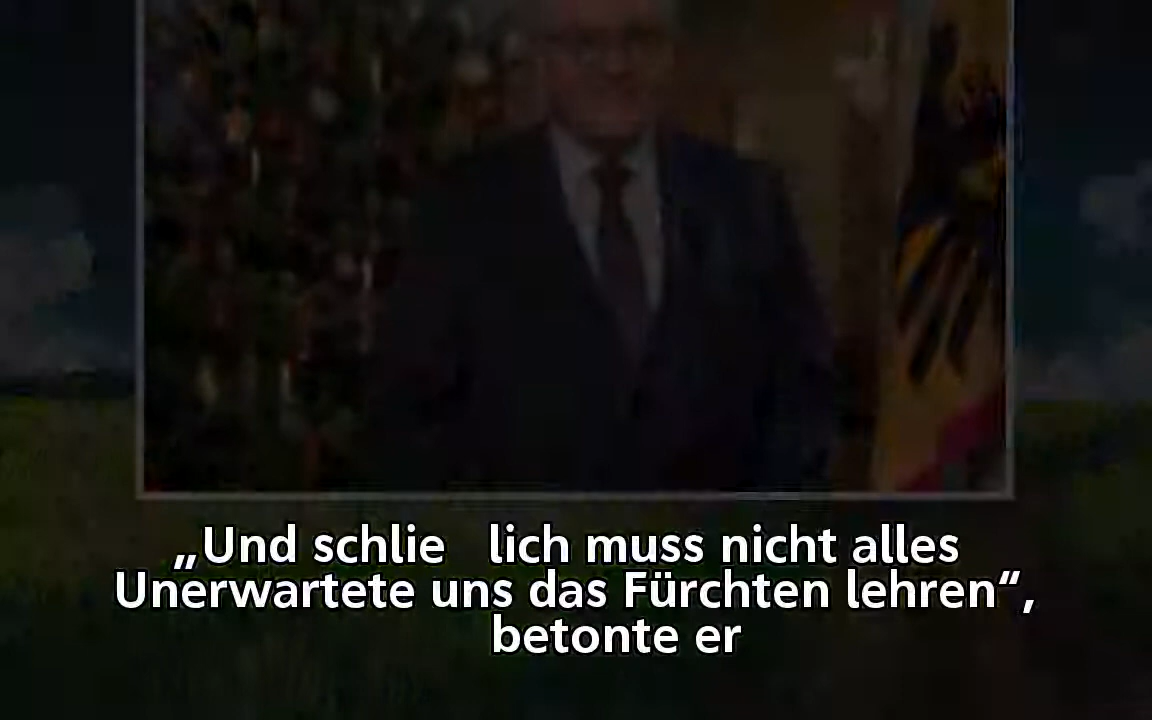 „Und schlie lich muss nicht alles
Unerwartete uns das Fürchten lehren“,
betonte er